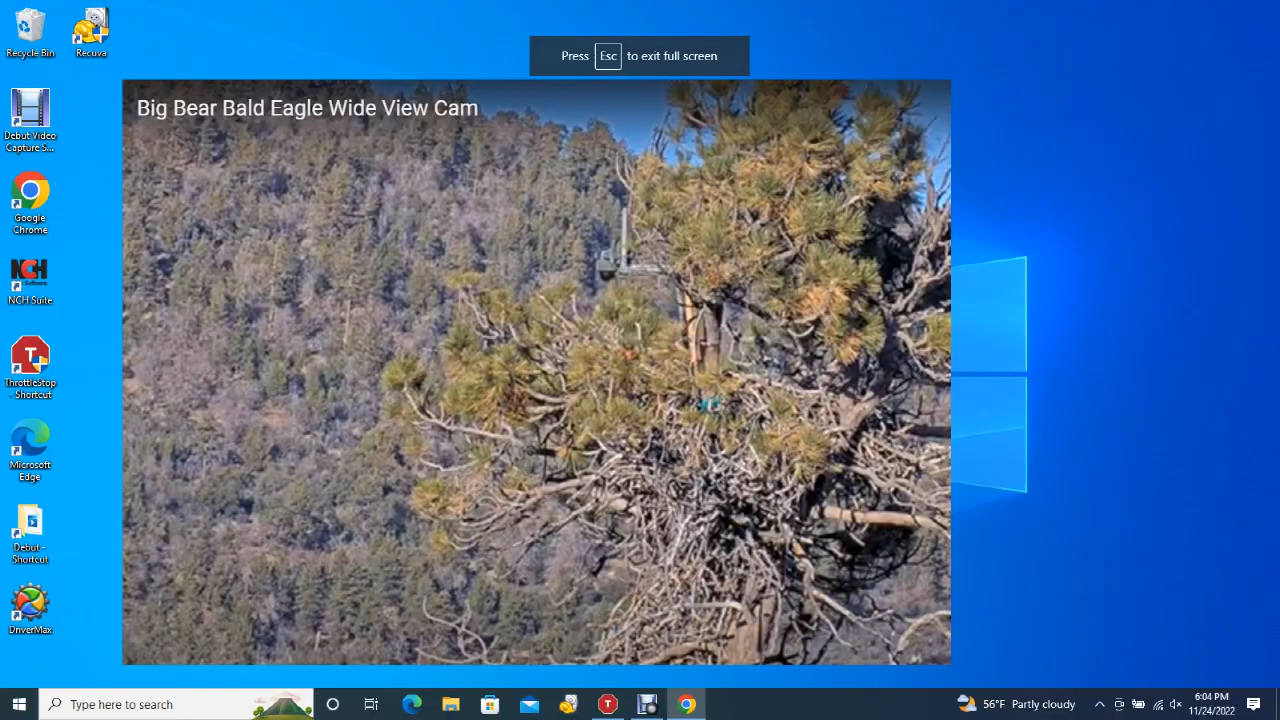 Recycle Bin
Recuva
Debut Video
Capture S...
Google
Chrome
NCH
Software
NCH Suite
T
ThrottleStop
- Shortcut
Microsoft
Edge
Debut -
Shortcut
DriverMax
Press Esc to exit full screen
Big Bear Bald Eagle Wide View Cam
Type here to search
T
56°F Partly cloudy
6:04 PM
11/24/2022